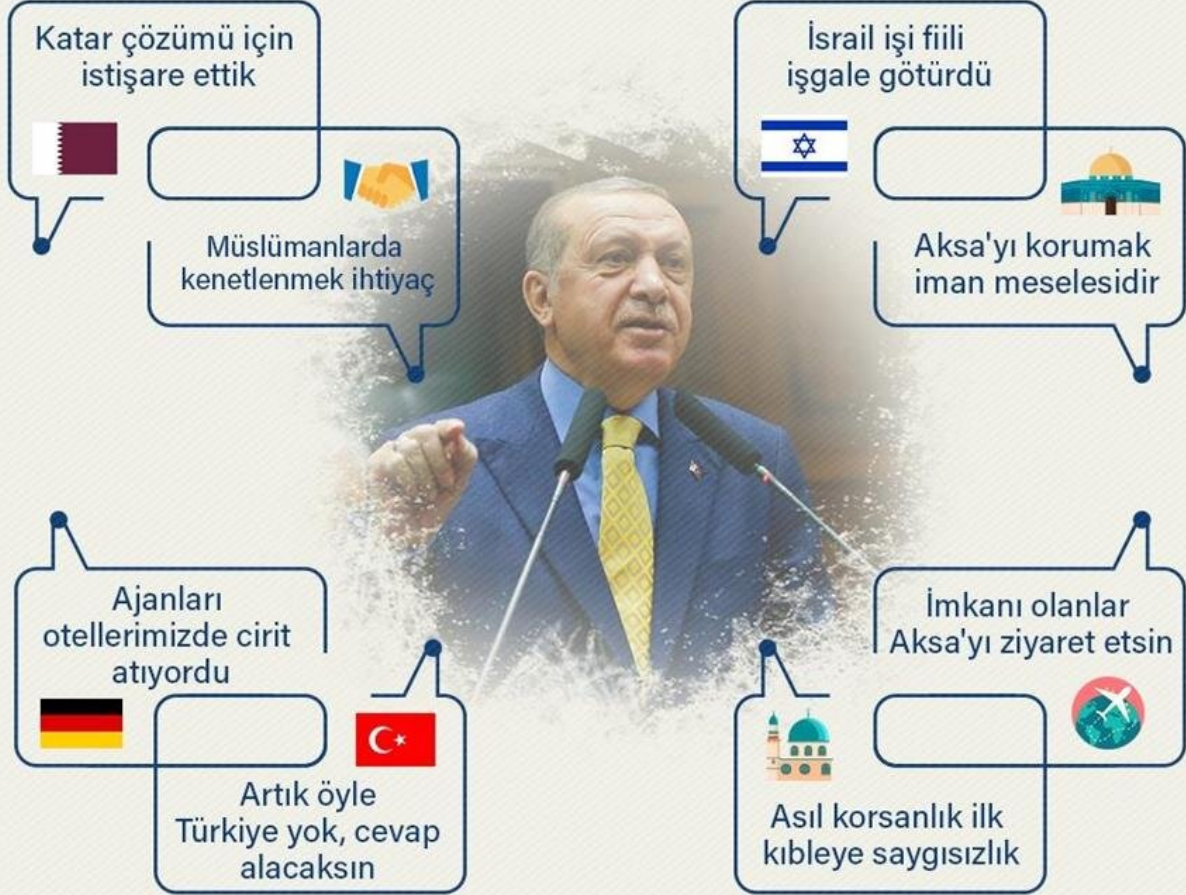 Katar çözümü için
istişare ettik
Müslümanlarda
kenetlenmek ihtiyaç
İsrail işi fiili
işgale götürdü
Aksa'yı korumak
iman meselesidir
Ajanları
otellerimizde cirit
atıyordu
Artık öyle
Türkiye yok, cevap
alacaksın
İmkanı olanlar
Aksa'yı ziyaret etsin
Asıl korsanlık ilk
kıbleye saygısızlık